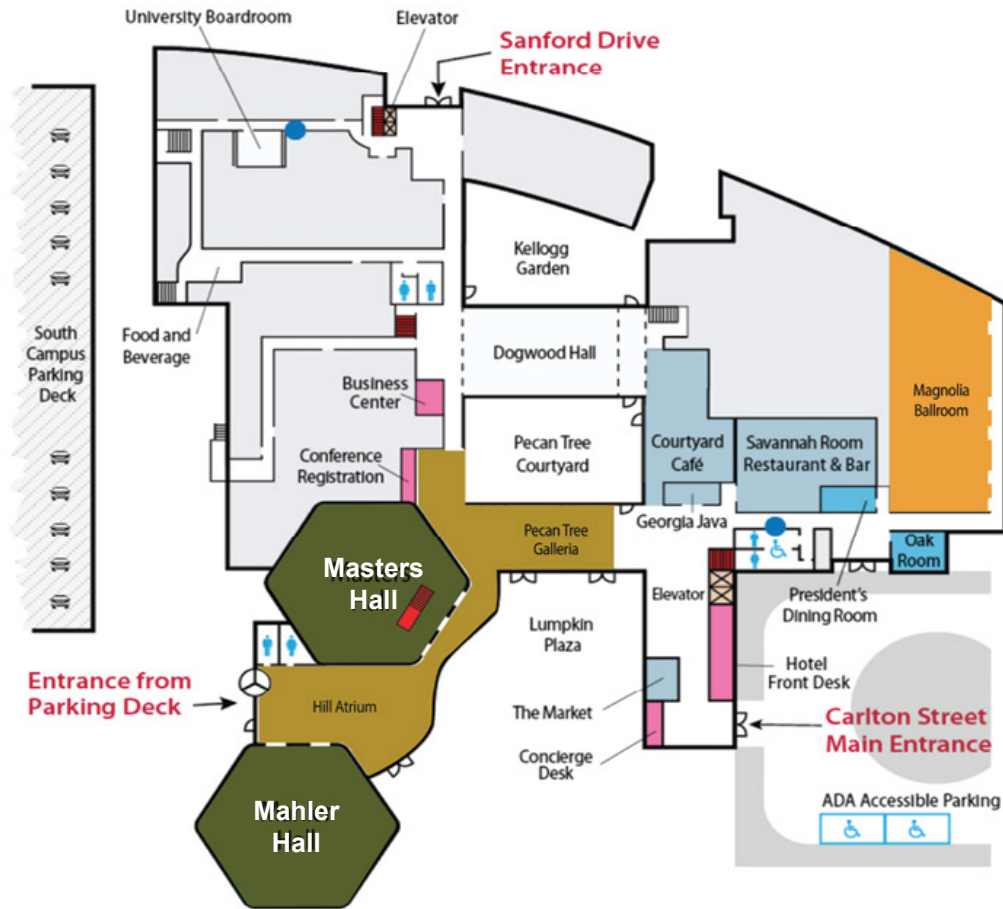 University Boardroom
Elevator
Sanford Drive
Entrance
Kellogg
Garden
South
Campus
Parking
Deck
Food and
Beverage
Dogwood Hall
Business
Center
Magnolia
Ballroom
Conference
Registration
Pecan Tree
Courtyard
Courtyard
Café
Savannah Room
Restaurant & Bar
Georgia Java
Pecan Tree
Galleria
Oak
Room
Masters
Hall
Elevator
President's
Dining Room
Lumpkin
Plaza
Hotel
Front Desk
Entrance from
Parking Deck
Hill Atrium
The Market
Carlton Street
Main Entrance
Concierge
Desk
Mahler
Hall
ADA Accessible Parking